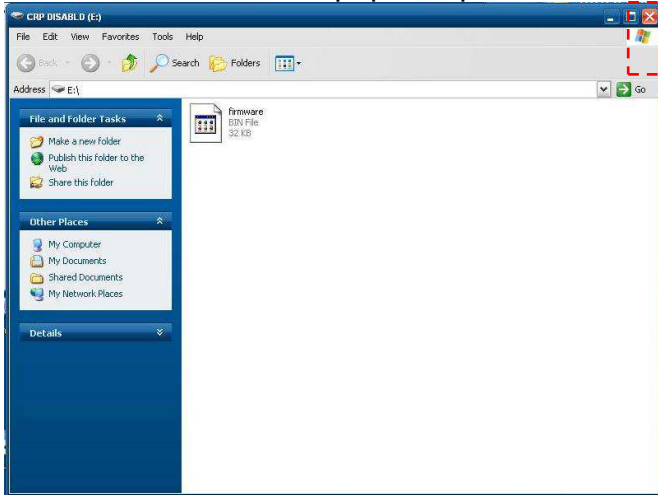 CRP DISABLD (E:)
File Edit View Favorites Tools Help
Back Search Folders
Address E:\ Go
File and Folder Tasks
Make a new folder
Publish this folder to the
Web
Share this folder
Other Places
My Computer
My Documents
Shared Documents
My Network Places
Details
firmware
BIN File
32 KB